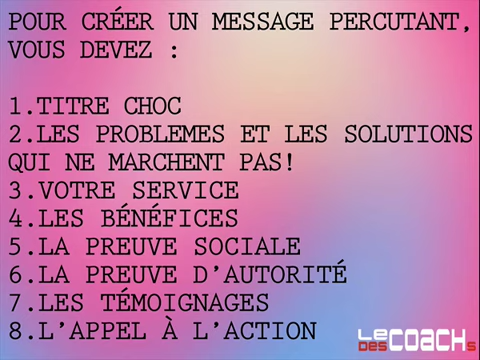 POUR CRÉER UN MESSAGE PERCUTANT,
VOUS DEVEZ :
1.TITRE CHOC
2.LES PROBLEMES ET LES SOLUTIONS
QUI NE MARCHENT PAS!
3.VOTRE SERVICE
4.LES BÉNÉFICES
5.LA PREUVE SOCIALE
6.LA PREUVE D'AUTORITÉ
7.LES TÉMOIGNAGES
8.L'APPEL À L'ACTION
LE COACH
DES s